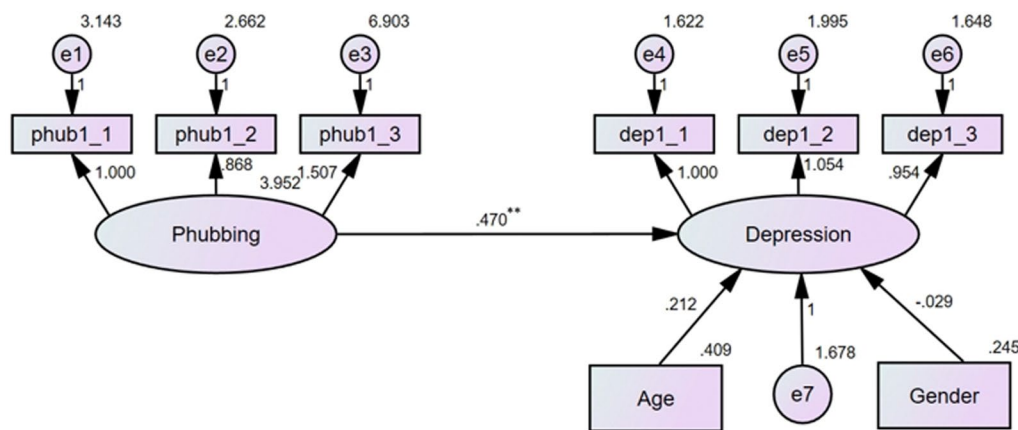 3.143
2.662
6.903
1.622
1.995
1.648
e1
e2
e3
e4
e5
e6
1
1
1
1
1
1
phub1_1
phub1_2
phub1_3
dep1_1
dep1_2
dep1_3
1.000
.868
3.952
1.507
1.000
1.054
.954
Phubbing
.470**
Depression
.212
1
-.029
.409
1.678
.245
Age
e7
Gender